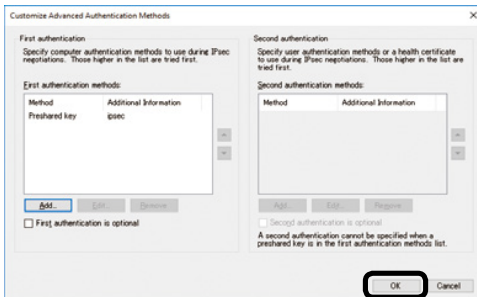 Customize Advanced Authentication Methods
First authentication
Specify computer authentication methods to use during IPsec
negotiations. Those higher in the list are tried first.
First authentication methods:
Method Additional Information
Preshared key ipsec
Add... Edit... Remove
First authentication is optional
Second authentication
Specify user authentication methods or a health certificate
to use during IPsec negotiations. Those higher in the list are
tried first.
Second authentication methods:
Method Additional Information
Add... Edit... Remove
Second authentication is optional
A second authentication cannot be specified when a
preshared key is in the first authentication methods list.
OK Cancel